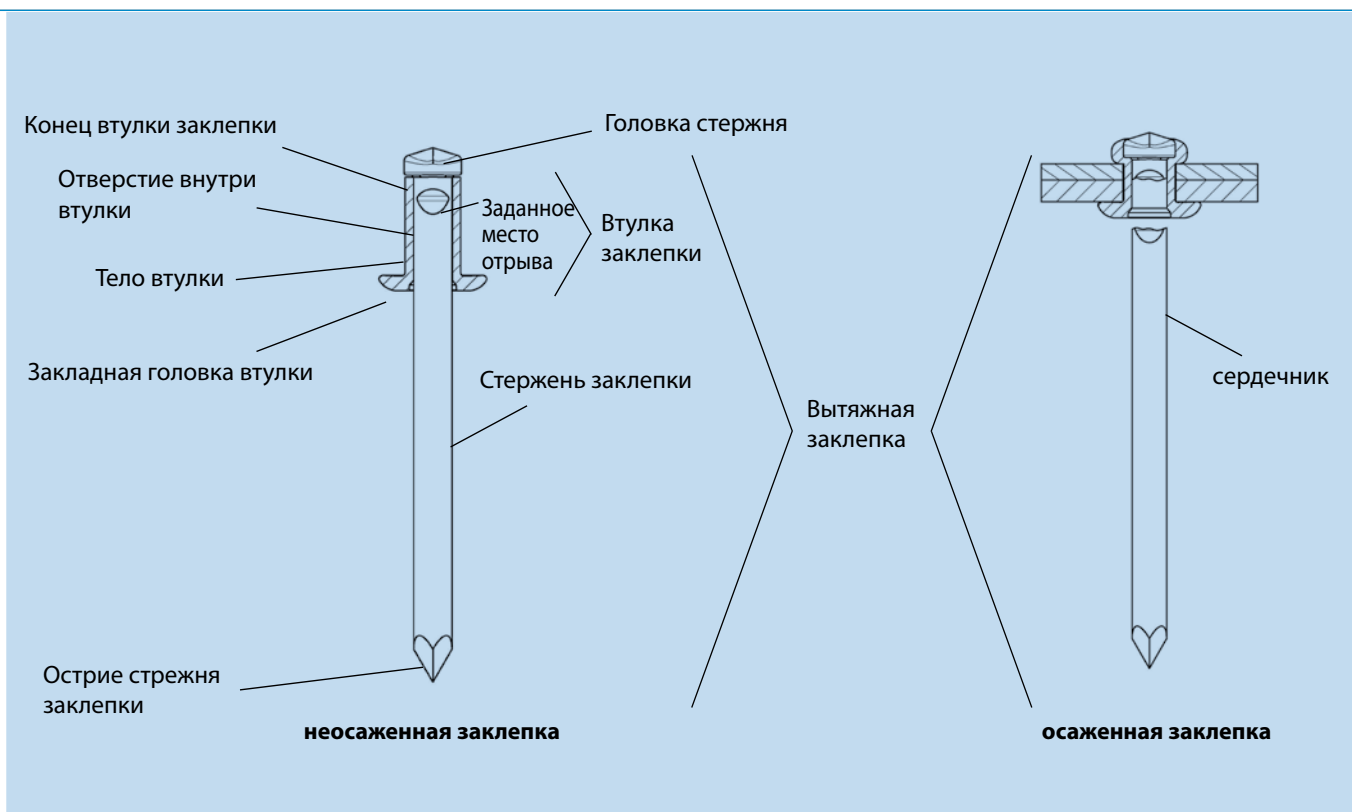 Конец втулки заклепки
Головка стержня
Отверстие внутри
втулки
Заданное
место
отрыва
Втулка
заклепки
Тело втулки
Закладная головка втулки
Стержень заклепки
Вытяжная
заклепка
сердечник
Острие стрежня
заклепки
неосаженная заклепка
осаженная заклепка